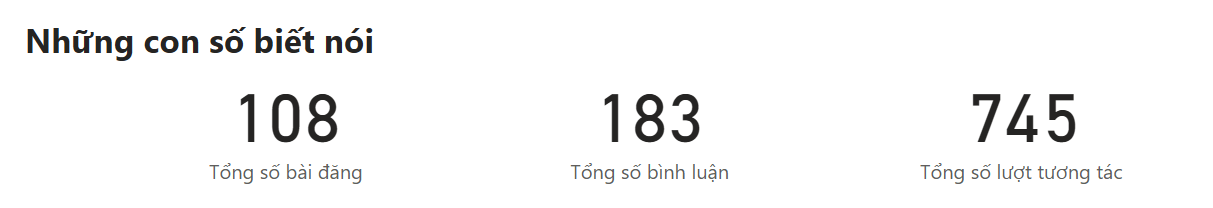 Những con số biết nói
108 183 745
Tổng số bài đăng Tổng số bình luận Tổng số lượt tương tác